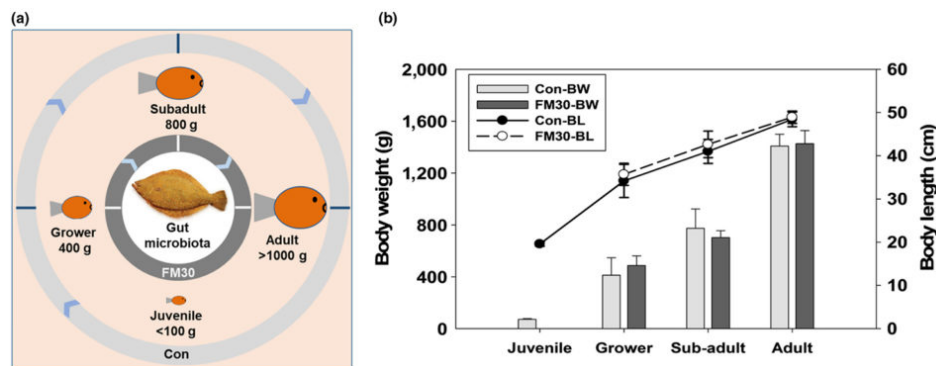 (a)
Subadult
800 g
Grower
400 g
Gut
microbiota
Adult
>1000 g
FM30
Juvenile
<100 g
Con
(b)
2,000
1,600
1,200
800
400
0
Body weight (g)
Con-BW
FM30-BW
Con-BL
FM30-BL
60
50
40
30
20
10
0
Body length (cm)
Juvenile
Grower
Sub-adult
Adult